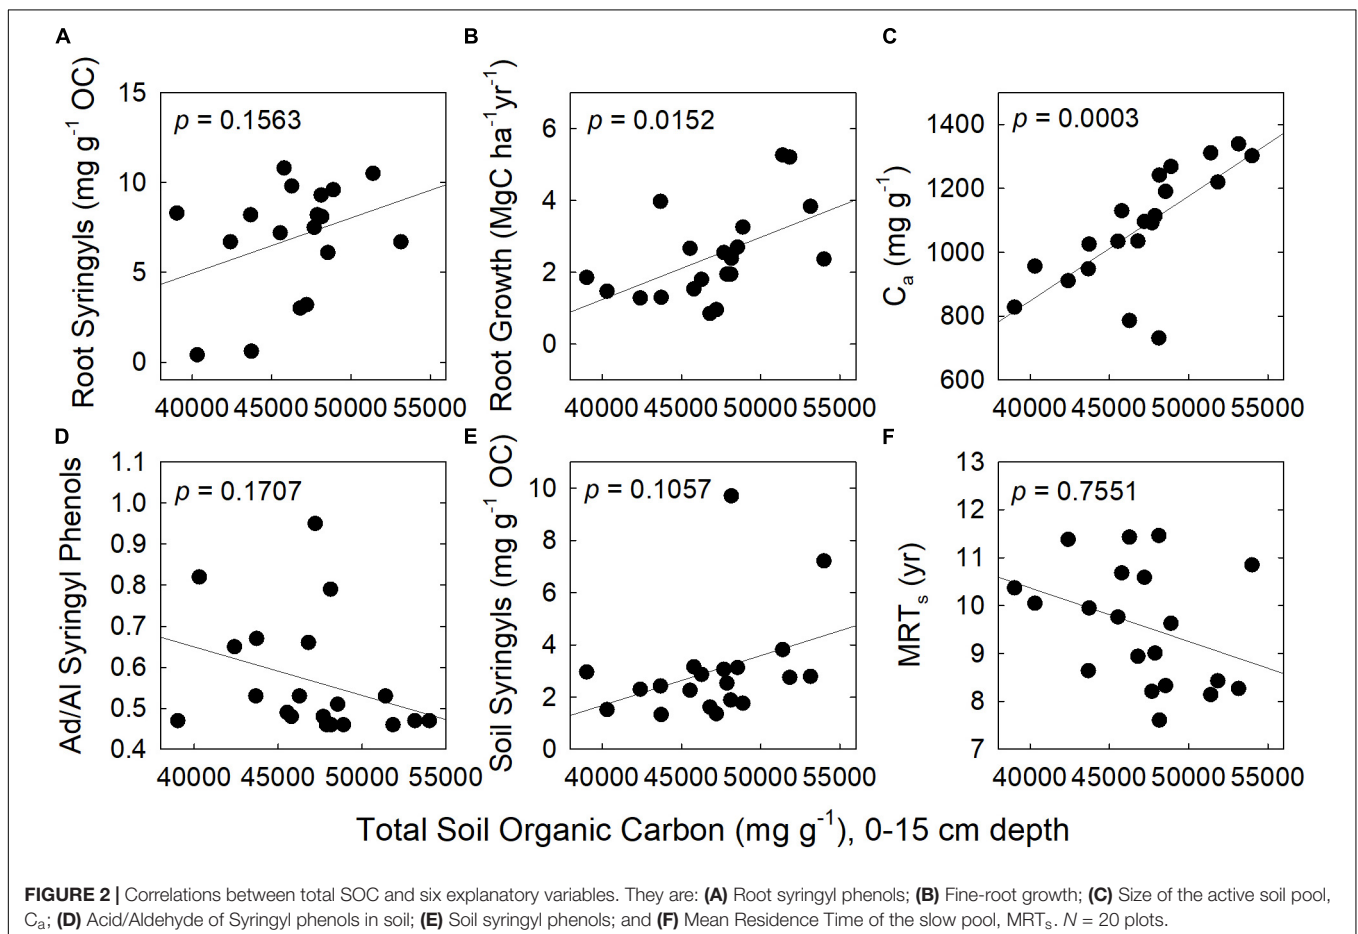 A
Root Syringyls (mg g-1 OC)
p = 0.1563
15
10
5
0
40000 45000 50000 55000
B
Root Growth (MgC ha-1yr-1)
p = 0.0152
6
4
2
0
40000 45000 50000 55000
C
Ca (mg g-1)
p = 0.0003
1400
1200
1000
800
600
40000 45000 50000 55000
D
Ad/Al Syringyl Phenols
p = 0.1707
1.1
1.0
0.9
0.8
0.7
0.6
0.5
0.4
40000 45000 50000 55000
E
Soil Syringyls (mg g-1 OC)
p = 0.1057
10
8
6
4
2
0
40000 45000 50000 55000
F
MRTs (yr)
p = 0.7551
13
12
11
10
9
8
7
40000 45000 50000 55000
Total Soil Organic Carbon (mg g-1), 0-15 cm depth
FIGURE 2 | Correlations between total SOC and six explanatory variables. They are: (A) Root syringyl phenols; (B) Fine-root growth; (C) Size of the active soil pool,
Ca; (D) Acid/Aldehyde of Syringyl phenols in soil; (E) Soil syringyl phenols; and (F) Mean Residence Time of the slow pool, MRTs. N = 20 plots.